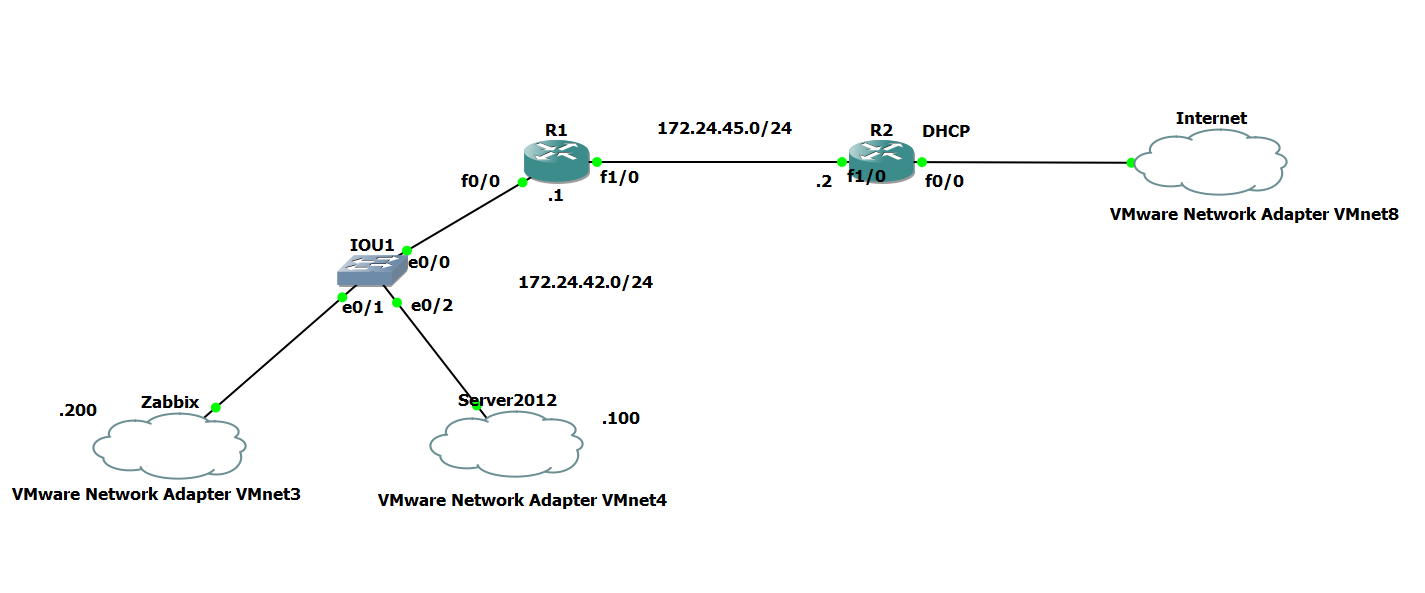 Internet
R1
172.24.45.0/24
R2
DHCP
f0/0
f1/0
.1
.2
f1/0
f0/0
VMware Network Adapter VMnet8
IOU1
e0/0
172.24.42.0/24
e0/1
e0/2
.200
Zabbix
Server2012
.100
VMware Network Adapter VMnet3
VMware Network Adapter VMnet4